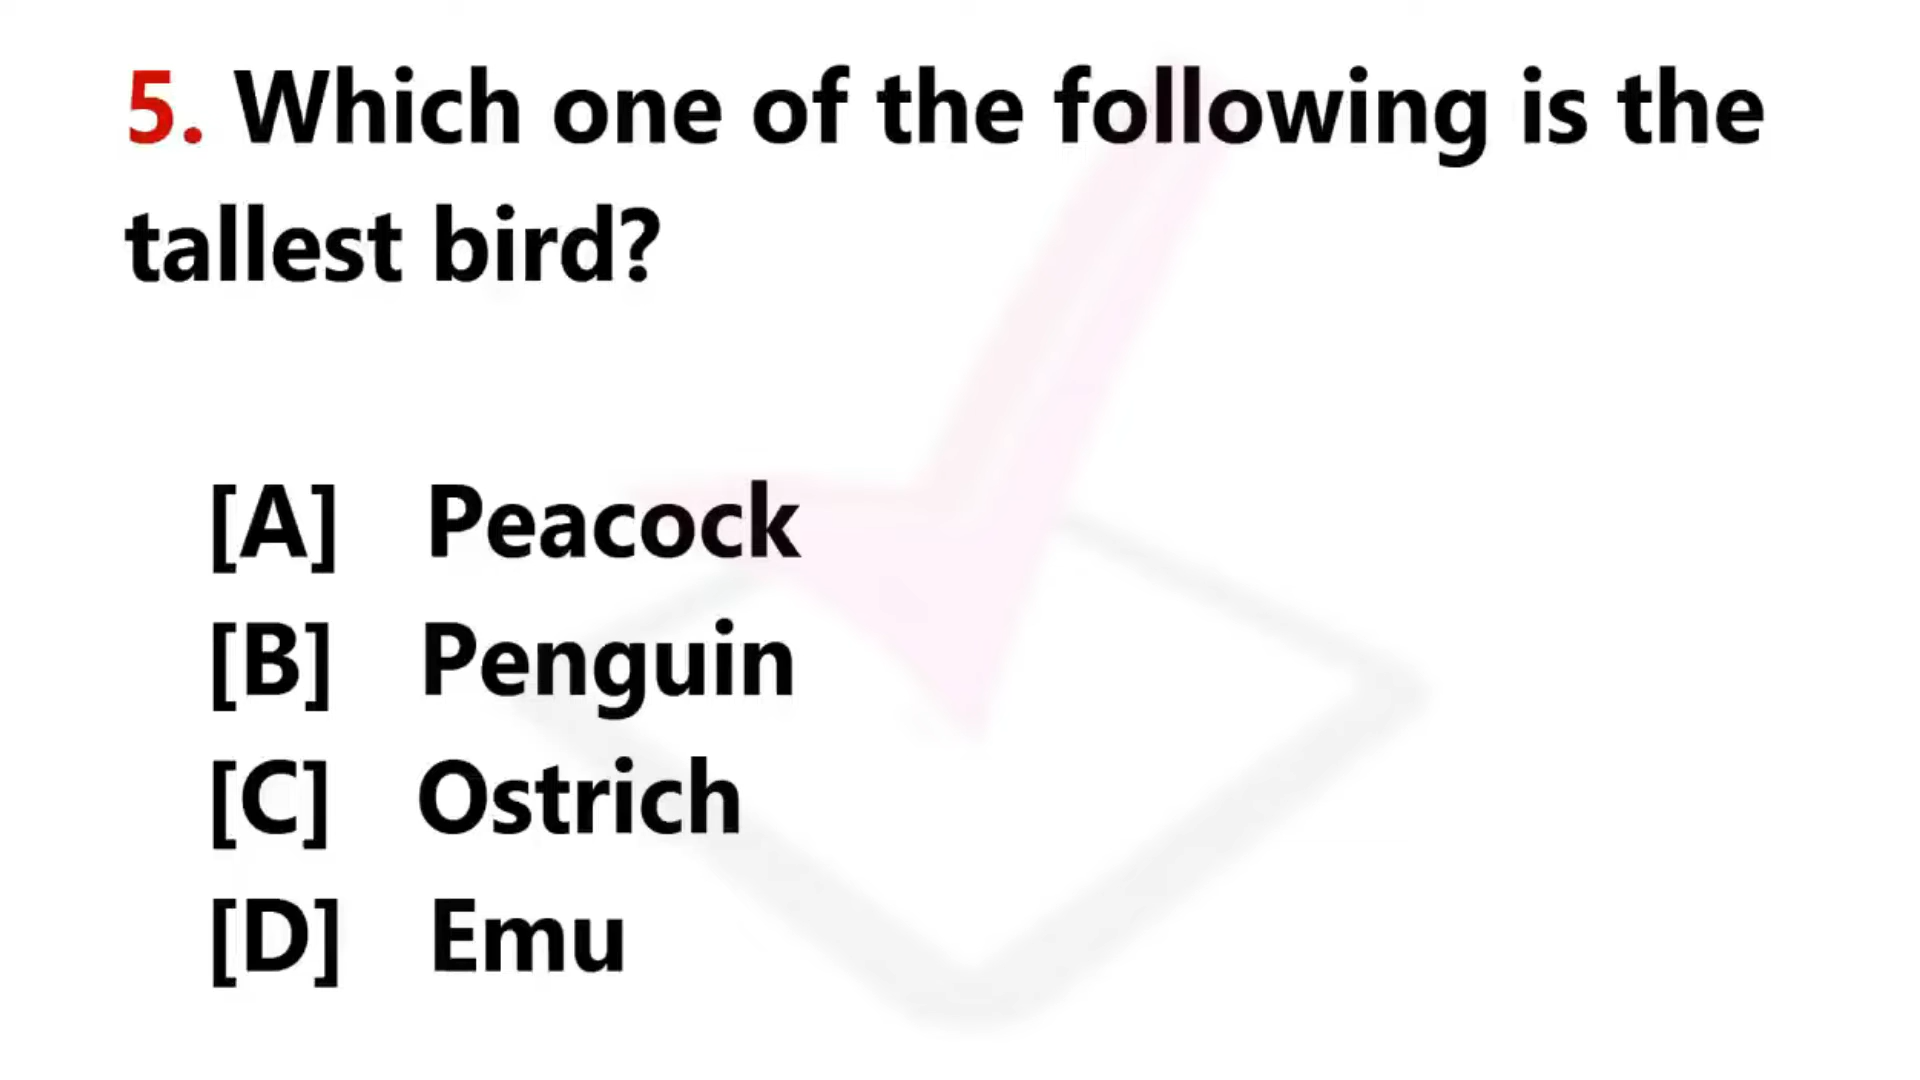 5. Which one of the following is the
tallest bird?
[A] Peacock
[B] Penguin
[C] Ostrich
[D] Emu